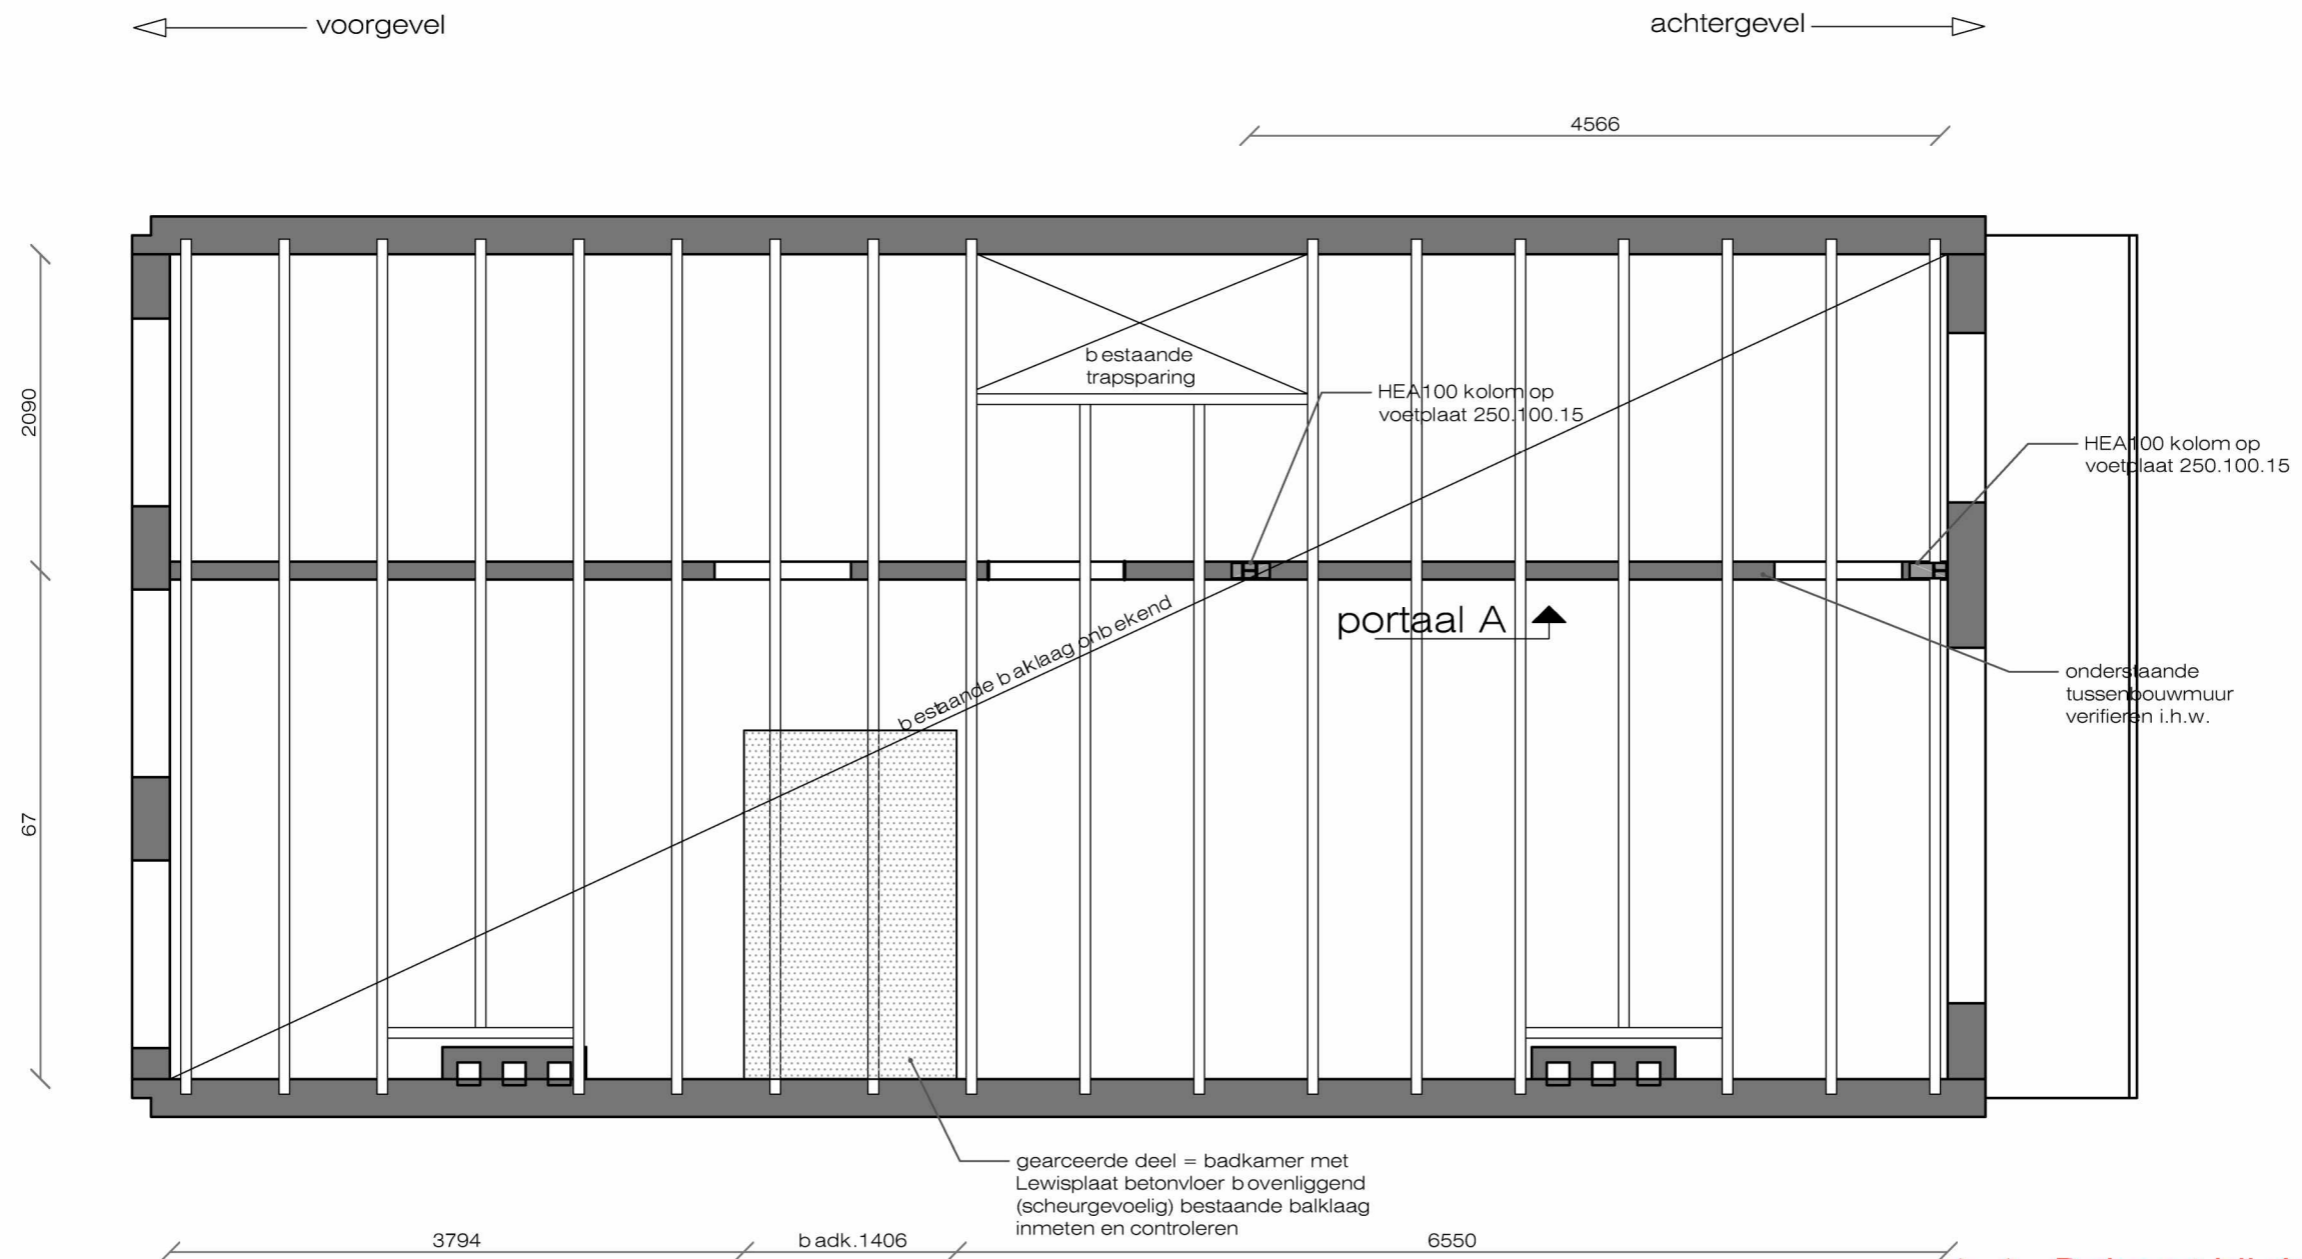 voorgevel
achtergevel
4566
2090
bestaande
trapsparing
HEA100 kolom op
voetplaat 250.100.15
HEA100 kolom op
voetplaat 250.100.15
bestaande baklaag onbekend
portaal A
onderstaande
tussenbouwmuur
verifieren i.h.w.
67
gearceerde deel = badkamer met
Lewisplaat betonvloer bovenliggend
(scheurgevoelig) bestaande balklaag
inmeten en controleren
3794
badk.1406
6550